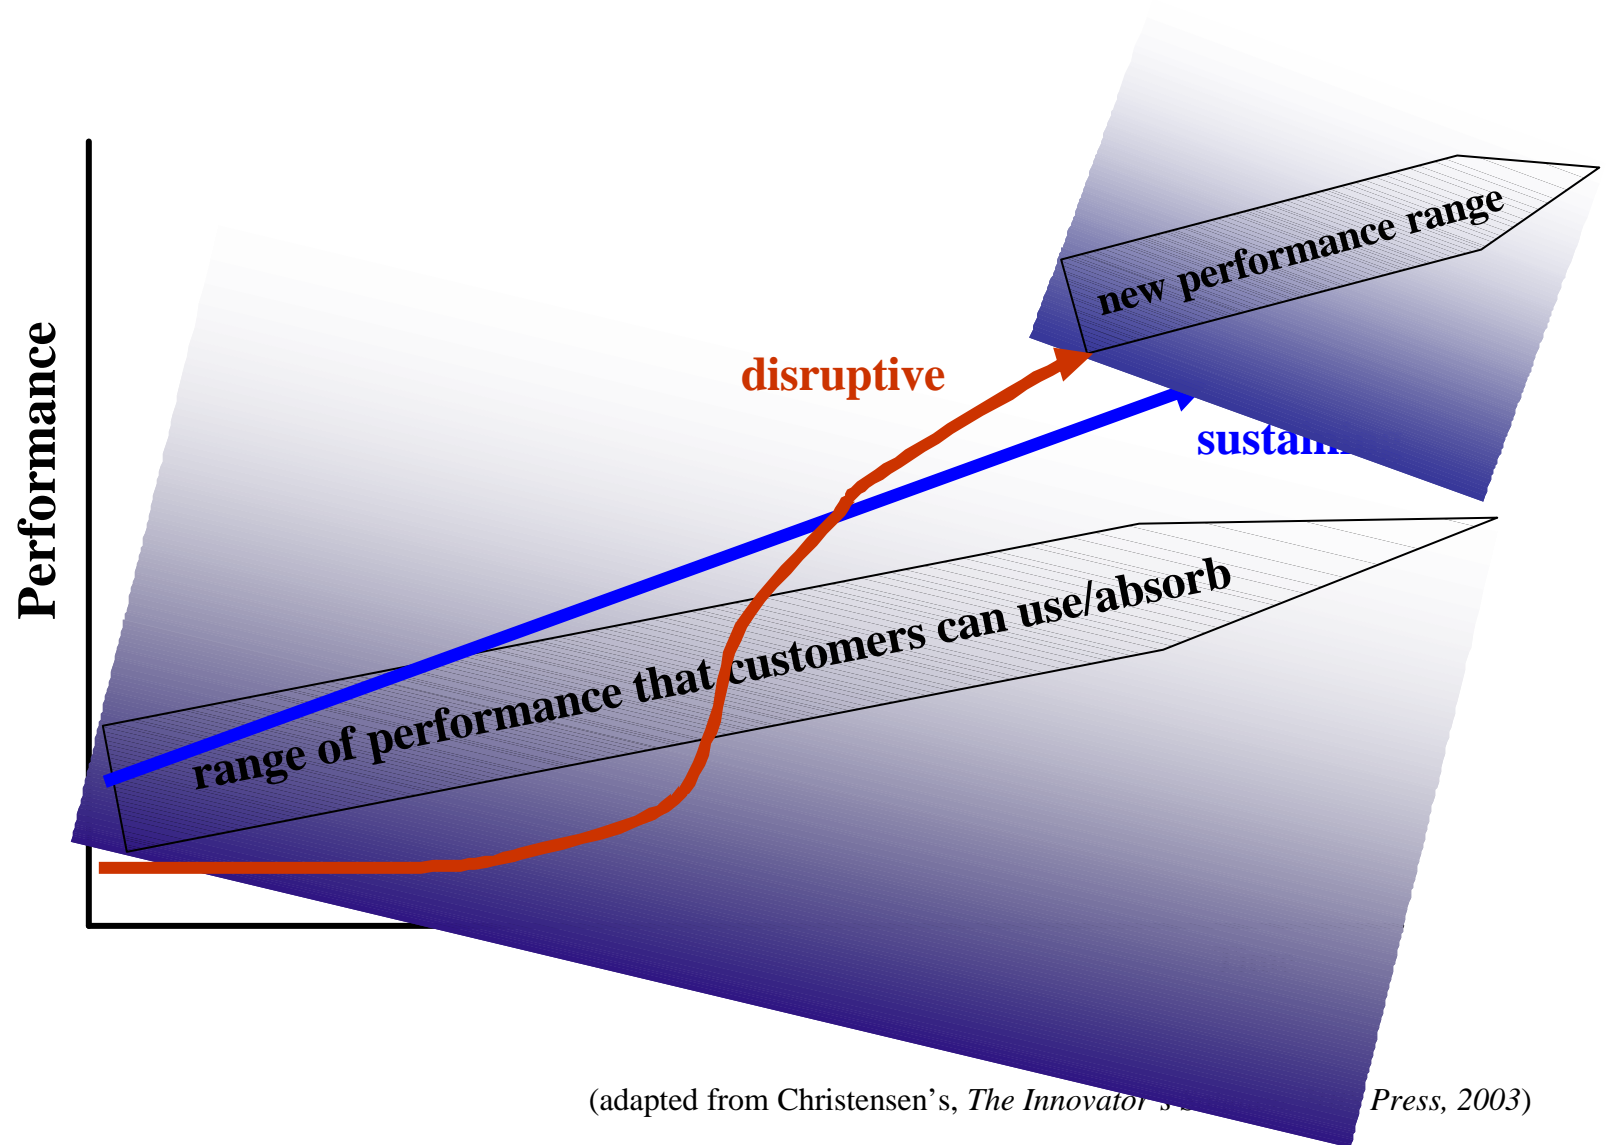 new performance range
disruptive
Performance
range of performance that customers can use/absorb
(adapted from Christensen's, The Innovator's Press, 2003)